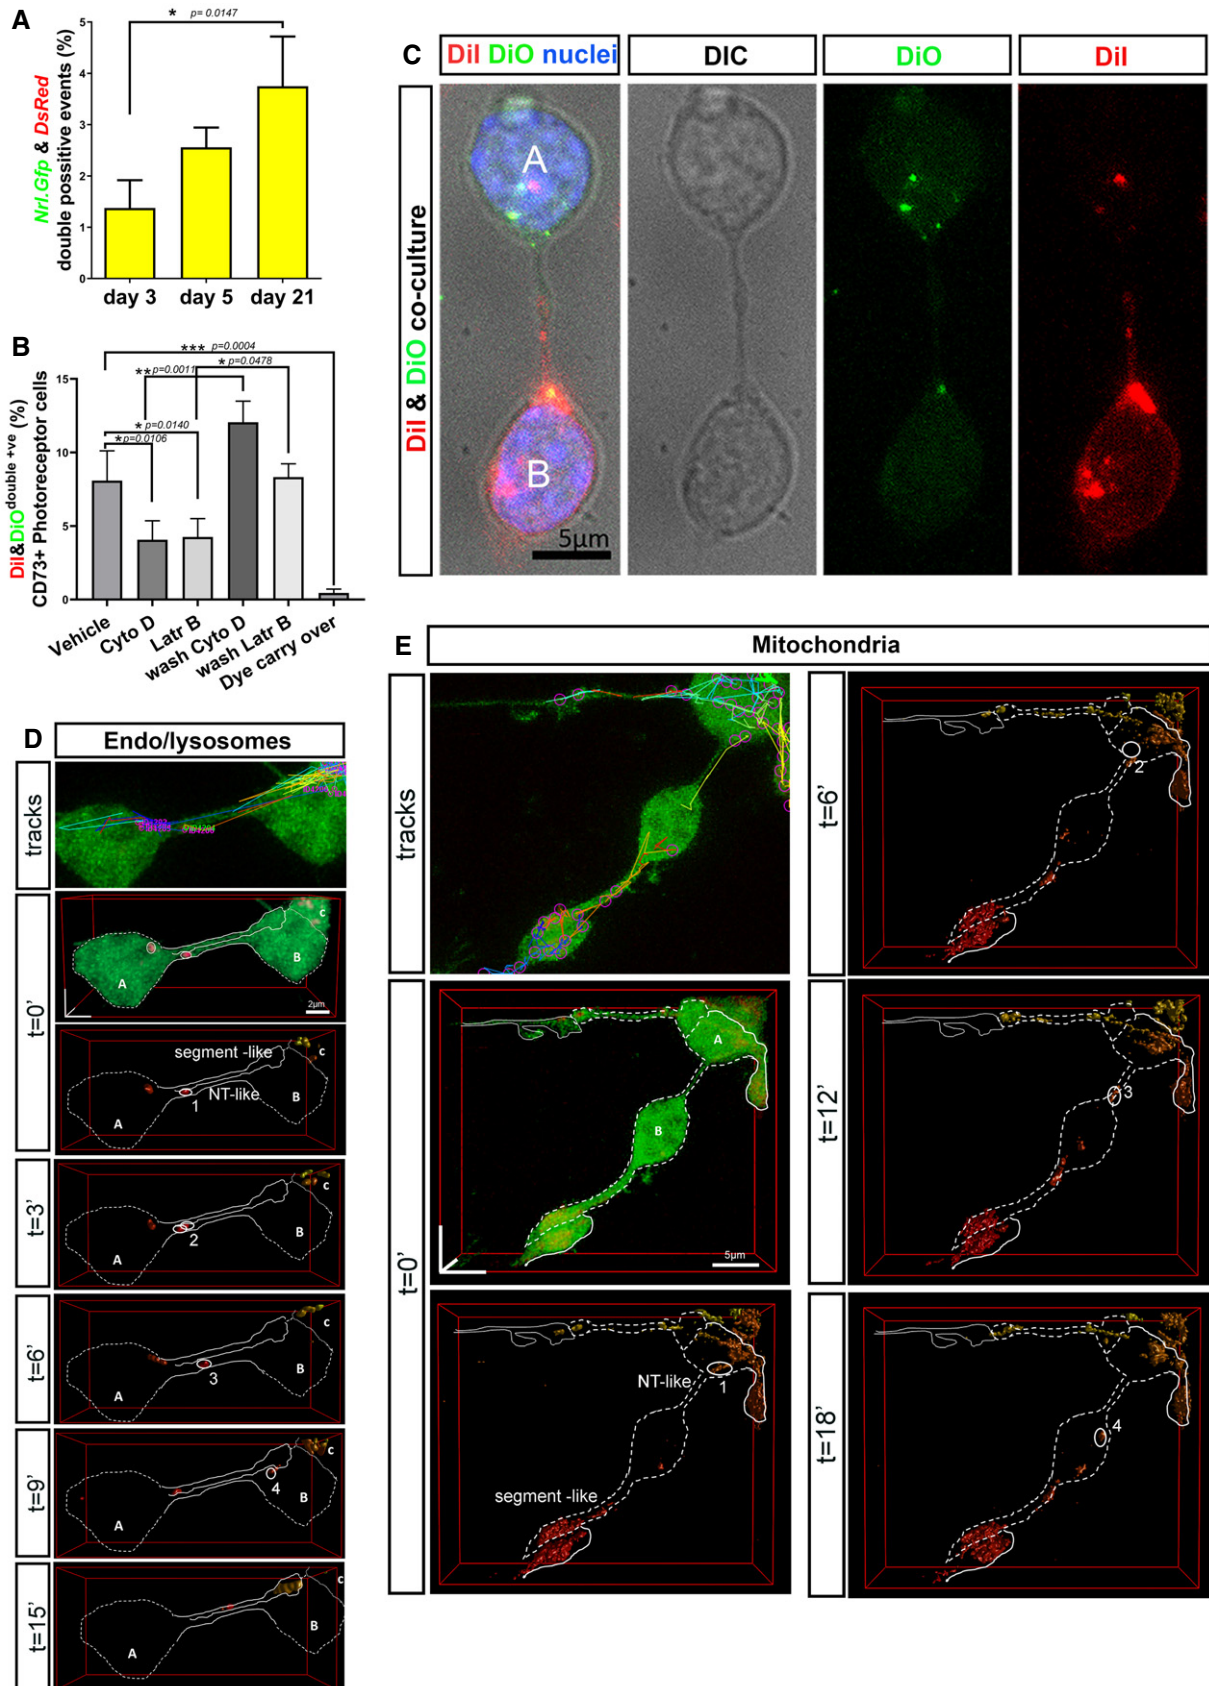 A
* p= 0.0147
Nrl.Gfp & DsRed
double possitive events (%)
5
4
3
2
1
0
day 3 day 5 day 21
B
*** p=0.0004
* p=0.0478
** p=0.0011
* p=0.0140
* p=0.0106
DiI&DiO double +ve (%)
CD73+ Photoreceptor cells
15
10
5
0
Vehicle
Cyto D
Latr B
wash Cyto D
wash Latr B
Dye carry over
C
DiI DiO nuclei
DIC
DiO
DiI
DiI & DiO co-culture
A
B
5µm
D
Endo/lysosomes
tracks
t=0'
A
B
c
2µm
segment -like
NT-like
1
A
B
c
t=3'
2
A
B
c
t=6'
3
A
B
c
t=9'
4
A
B
c
t=15'
A
B
c
E
Mitochondria
tracks
t=0'
A
B
5µm
NT-like
1
segment -like
t=6'
2
t=12'
3
t=18'
4